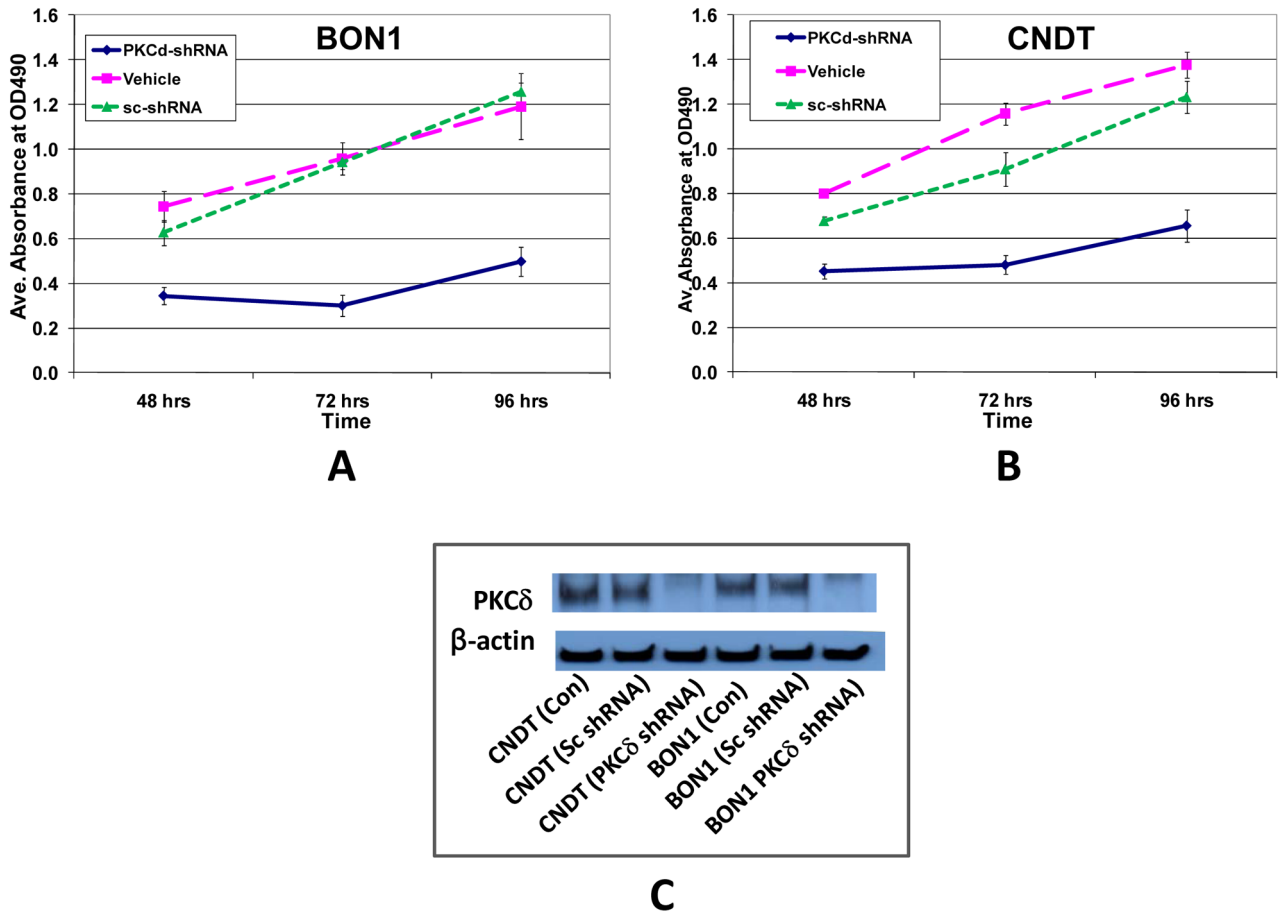 BON1
PKCd-shRNA
Vehicle
sc-shRNA
Ave. Absorbance at OD490
1.6
1.4
1.2
1.0
0.8
0.6
0.4
0.2
0.0
48 hrs 72 hrs 96 hrs
Time
A
CNDT
PKCd-shRNA
Vehicle
sc-shRNA
Av. Absorbance at OD490
1.6
1.4
1.2
1.0
0.8
0.6
0.4
0.2
0.0
48 hrs 72 hrs 96 hrs
Time
B
PKCδ
β-actin
CNDT (Con)
CNDT (Sc shRNA)
CNDT (PKCδ shRNA)
BON1 (Con)
BON1 (Sc shRNA)
BON1 PKCδ shRNA)
C